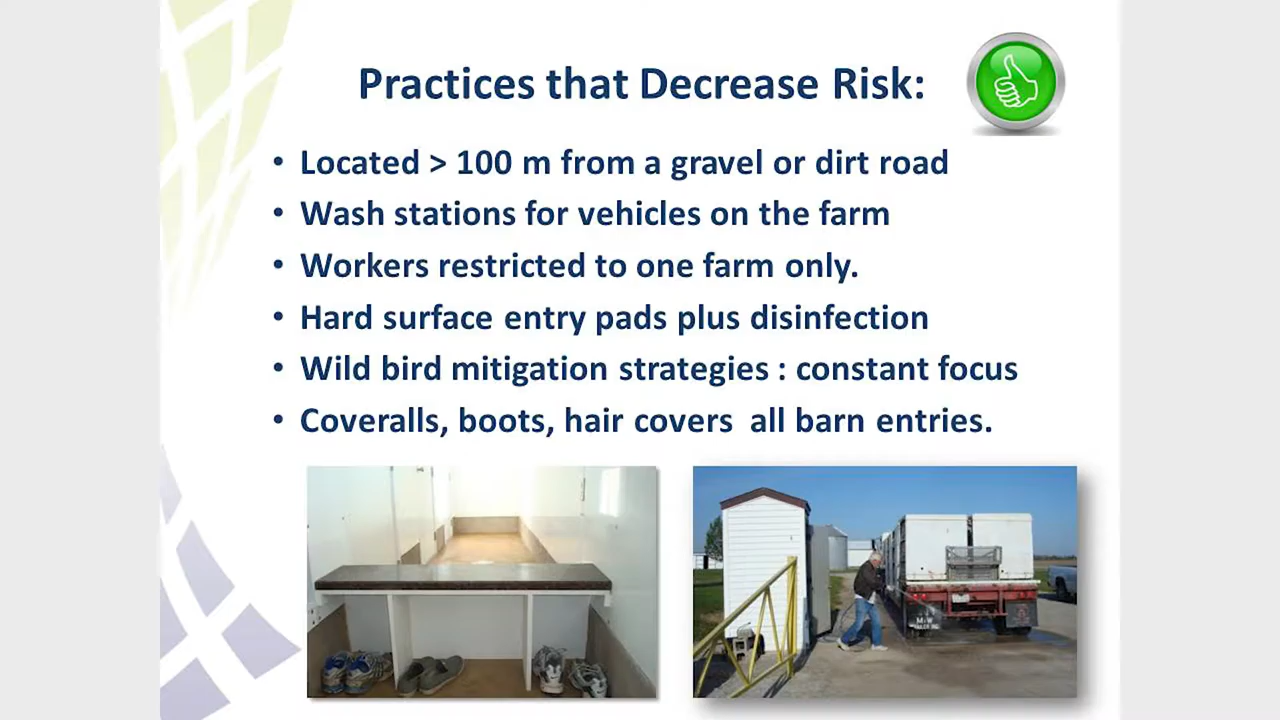 Practices that Decrease Risk:
• Located > 100 m from a gravel or dirt road
• Wash stations for vehicles on the farm
• Workers restricted to one farm only.
• Hard surface entry pads plus disinfection
• Wild bird mitigation strategies : constant focus
• Coveralls, boots, hair covers  all barn entries.
M&W